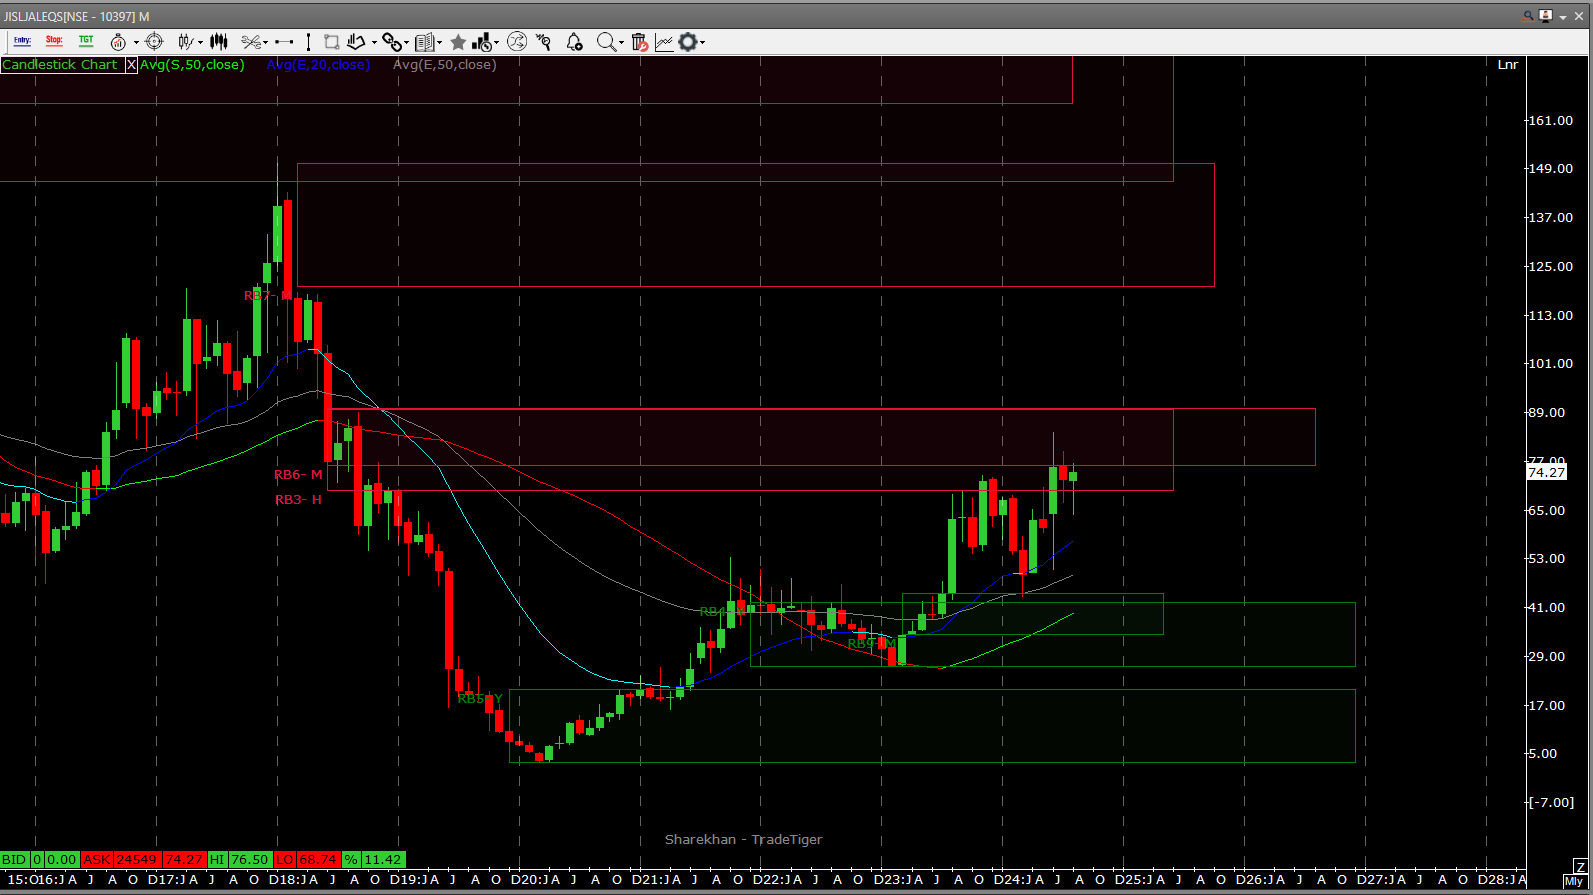 JISLJALEQS[NSE - 10397] M
Entry: Stop: TGT
Candlestick Chart X Avg(S,50,close) Avg(E,20,close) Avg(E,50,close) Lnr
161.00
149.00
137.00
125.00
RB7- M
113.00
101.00
89.00
77.00
RB6- M
74.27
RB3- H
65.00
53.00
41.00
RB9- M
29.00
RB5-Y
17.00
5.00
[-7.00]
Sharekhan - TradeTiger
BID 0 0.00 ASK 24549 74.27 HI 76.50 LO 68.74 % 11.42
Z
15:O16:J A J A O D17:J A J A O D18:J A J A O D19:J A J A O D20:J A J A O D21:J A J A O D22:J A J A O D23:J A J A O D24:J A J A O D25:J A J A O D26:J A J A O D27:J A J A O D28:J A
Mly